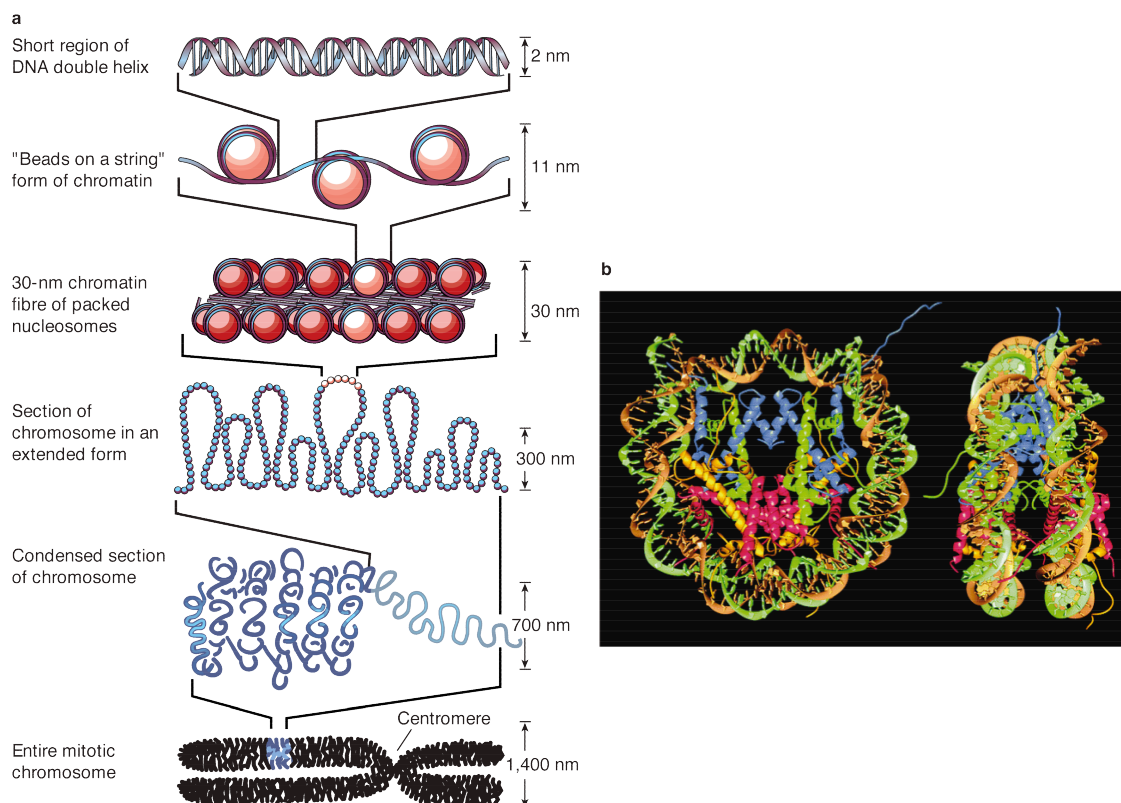 a
Short region of
DNA double helix
2 nm
"Beads on a string"
form of chromatin
11 nm
30-nm chromatin
fibre of packed
nucleosomes
30 nm
b
Section of
chromosome in an
extended form
300 nm
Condensed section
of chromosome
700 nm
Centromere
Entire mitotic
chromosome
1,400 nm